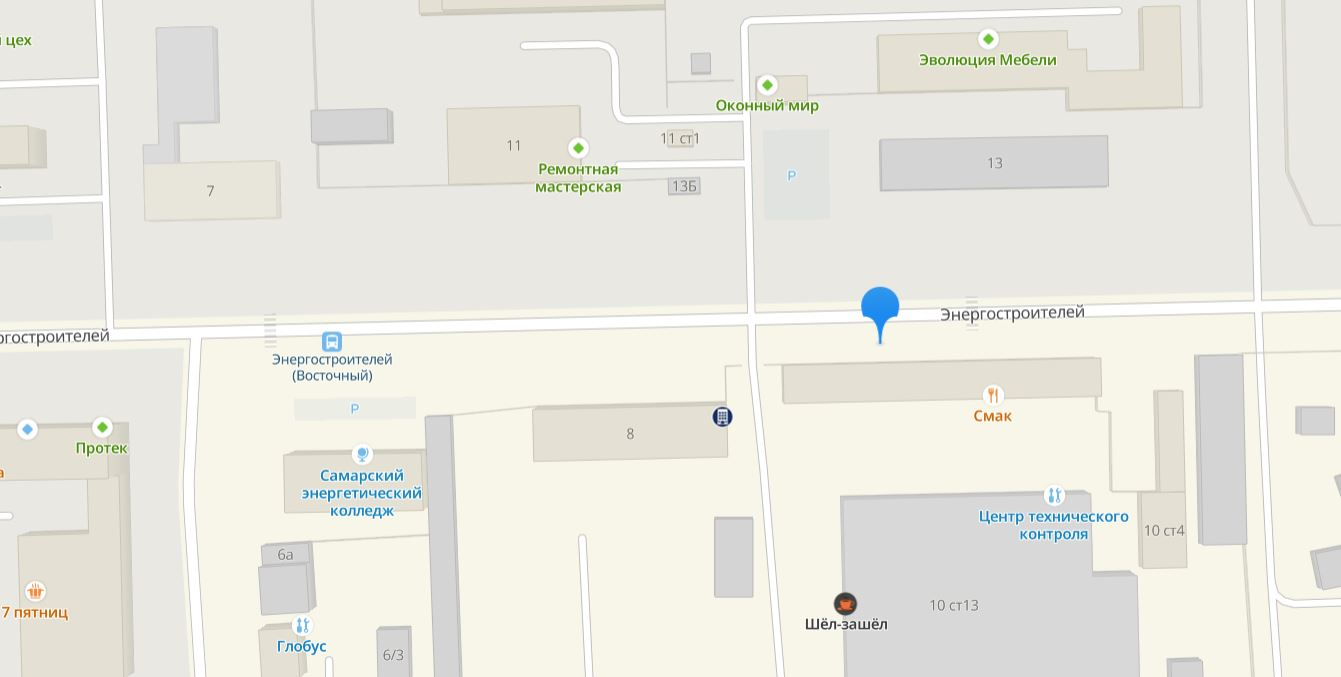 цех
Эволюция Мебели
Оконный мир
11
11 ст1
Ремонтная
мастерская
13Б
P
13
7
Энергостроителей
гостроителей
Энергостроителей
(Восточный)
P
Смак
8
Протек
Самарский
энергетический
колледж
Центр технического
контроля
10 ст4
6а
7 пятниц
10 ст13
Шёл-зашёл
Глобус
6/3